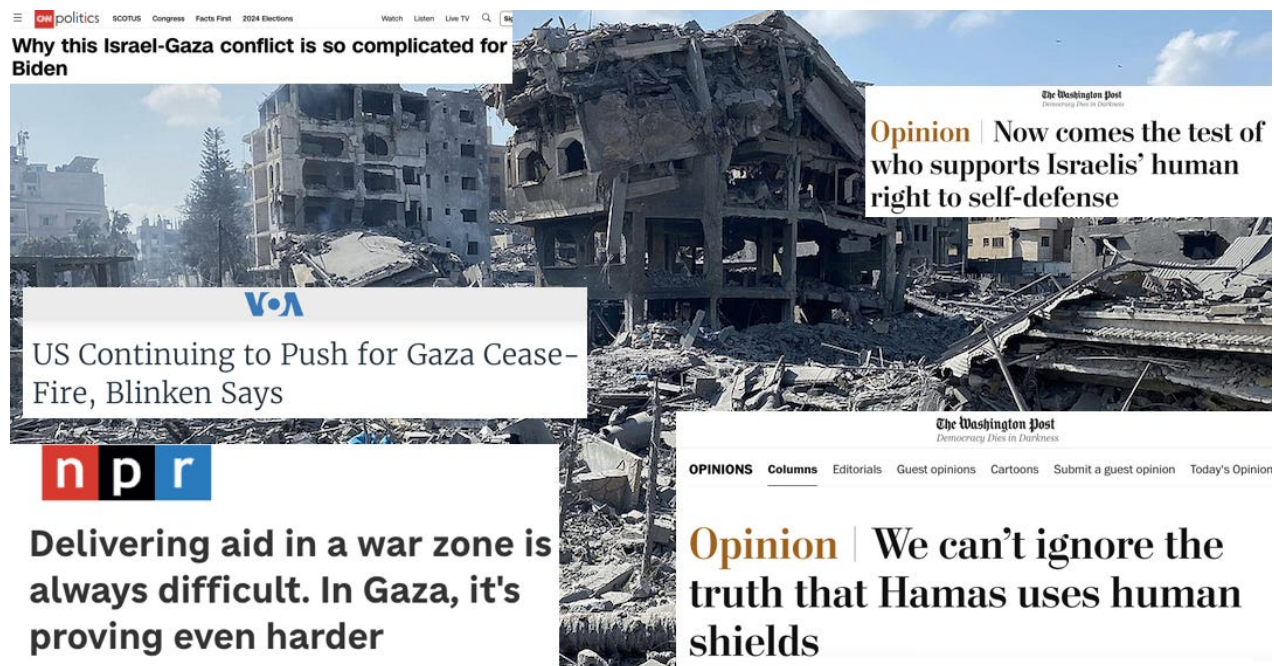 CNN politics SCOTUS Congress Facts First 2024 Elections Watch Listen Live TV
Why this Israel-Gaza conflict is so complicated for
Biden
The Washington Post
Democracy Dies in Darkness
Opinion | Now comes the test of
who supports Israelis’ human
right to self-defense
VOA
US Continuing to Push for Gaza Cease-
Fire, Blinken Says
npr
Delivering aid in a war zone is
always difficult. In Gaza, it's
proving even harder
The Washington Post
Democracy Dies in Darkness
OPINIONS Columns Editorials Guest opinions Cartoons Submit a guest opinion Today's Opinion
Opinion | We can’t ignore the
truth that Hamas uses human
shields